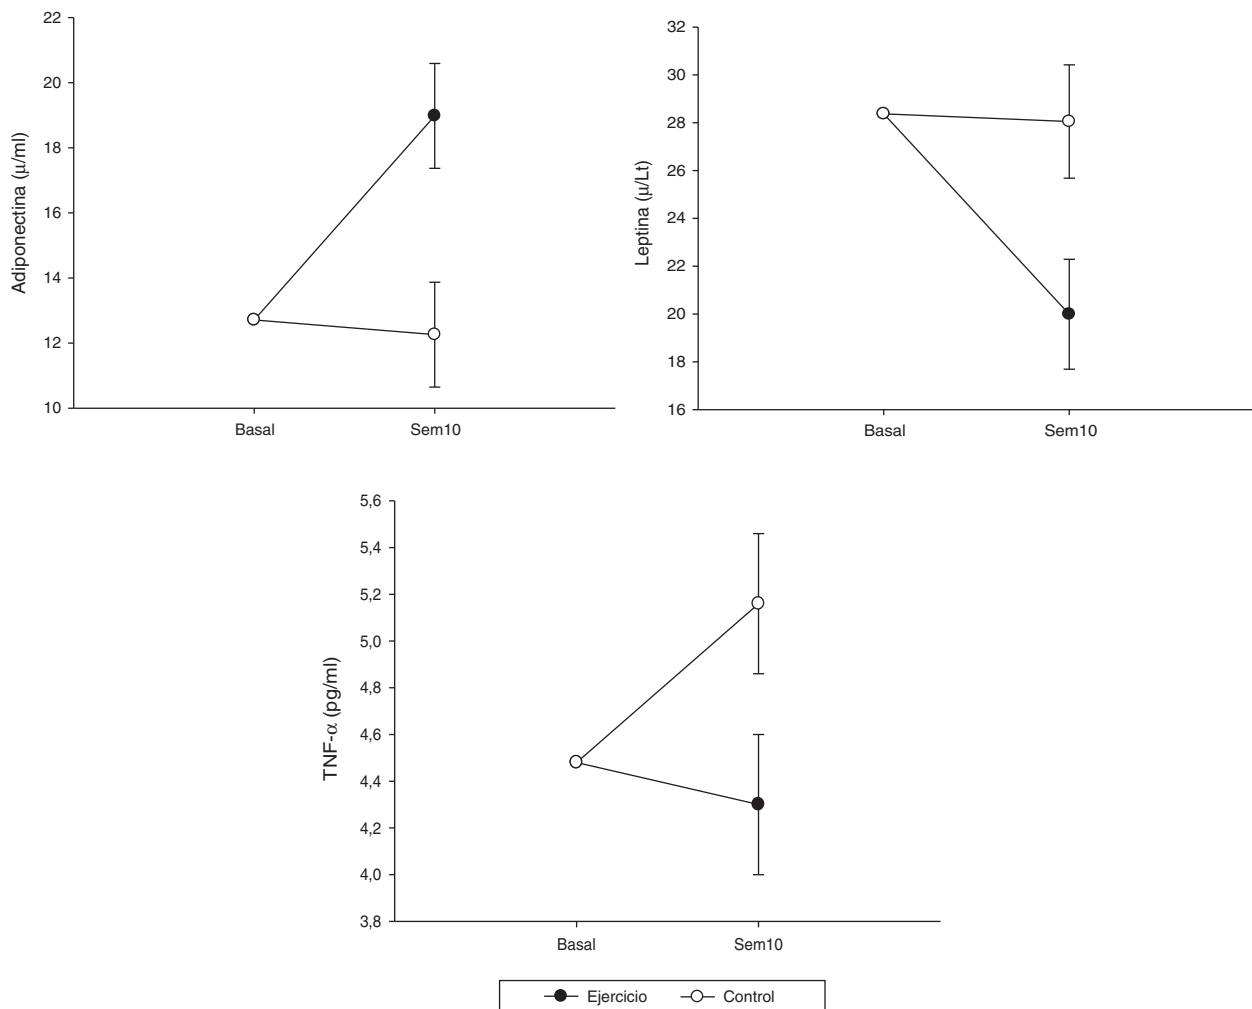 22
20
18
16
14
12
10
Adiponectina (μ/ml)
Basal
Sem10
32
30
28
26
24
22
20
18
16
Leptina (μ/Lt)
Basal
Sem10
5,6
5,4
5,2
5,0
4,8
4,6
4,4
4,2
4,0
3,8
TNF-α (pg/ml)
Basal
Sem10
Ejercicio
Control